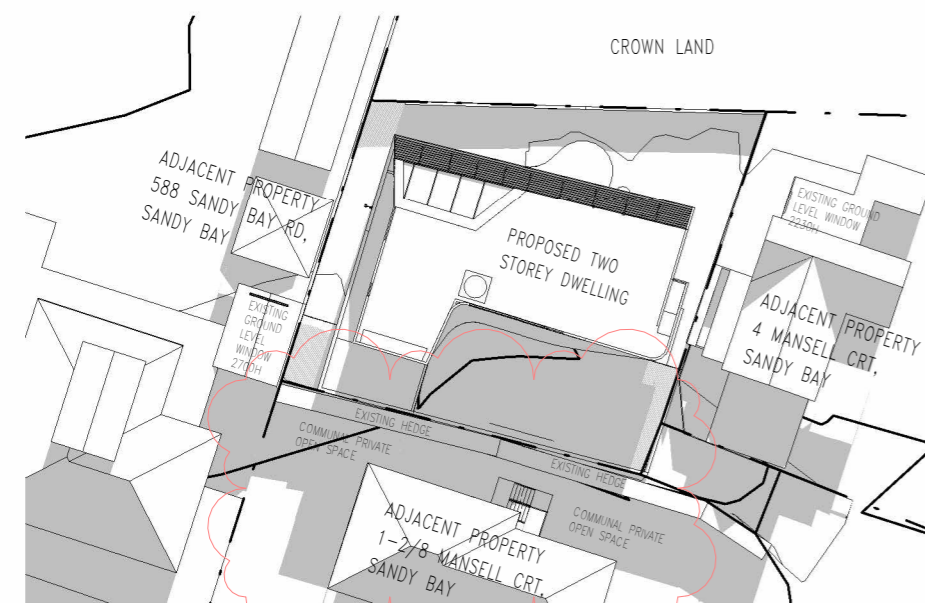 CROWN LAND
ADJACENT PROPERTY
588 SANDY BAY RD,
SANDY BAY
EXISTING GROUND
LEVEL WINDOW
2230H
PROPOSED TWO
STOREY DWELLING
EXISTING
GROUND
LEVEL
WINDOW
2700H
ADJACENT PROPERTY
4 MANSELL CRT,
SANDY BAY
EXISTING HEDGE
COMMUNAL PRIVATE
OPEN SPACE
EXISTING HEDGE
COMMUNAL PRIVATE
OPEN SPACE
ADJACENT PROPERTY
1-2/8 MANSELL CRT,
SANDY BAY